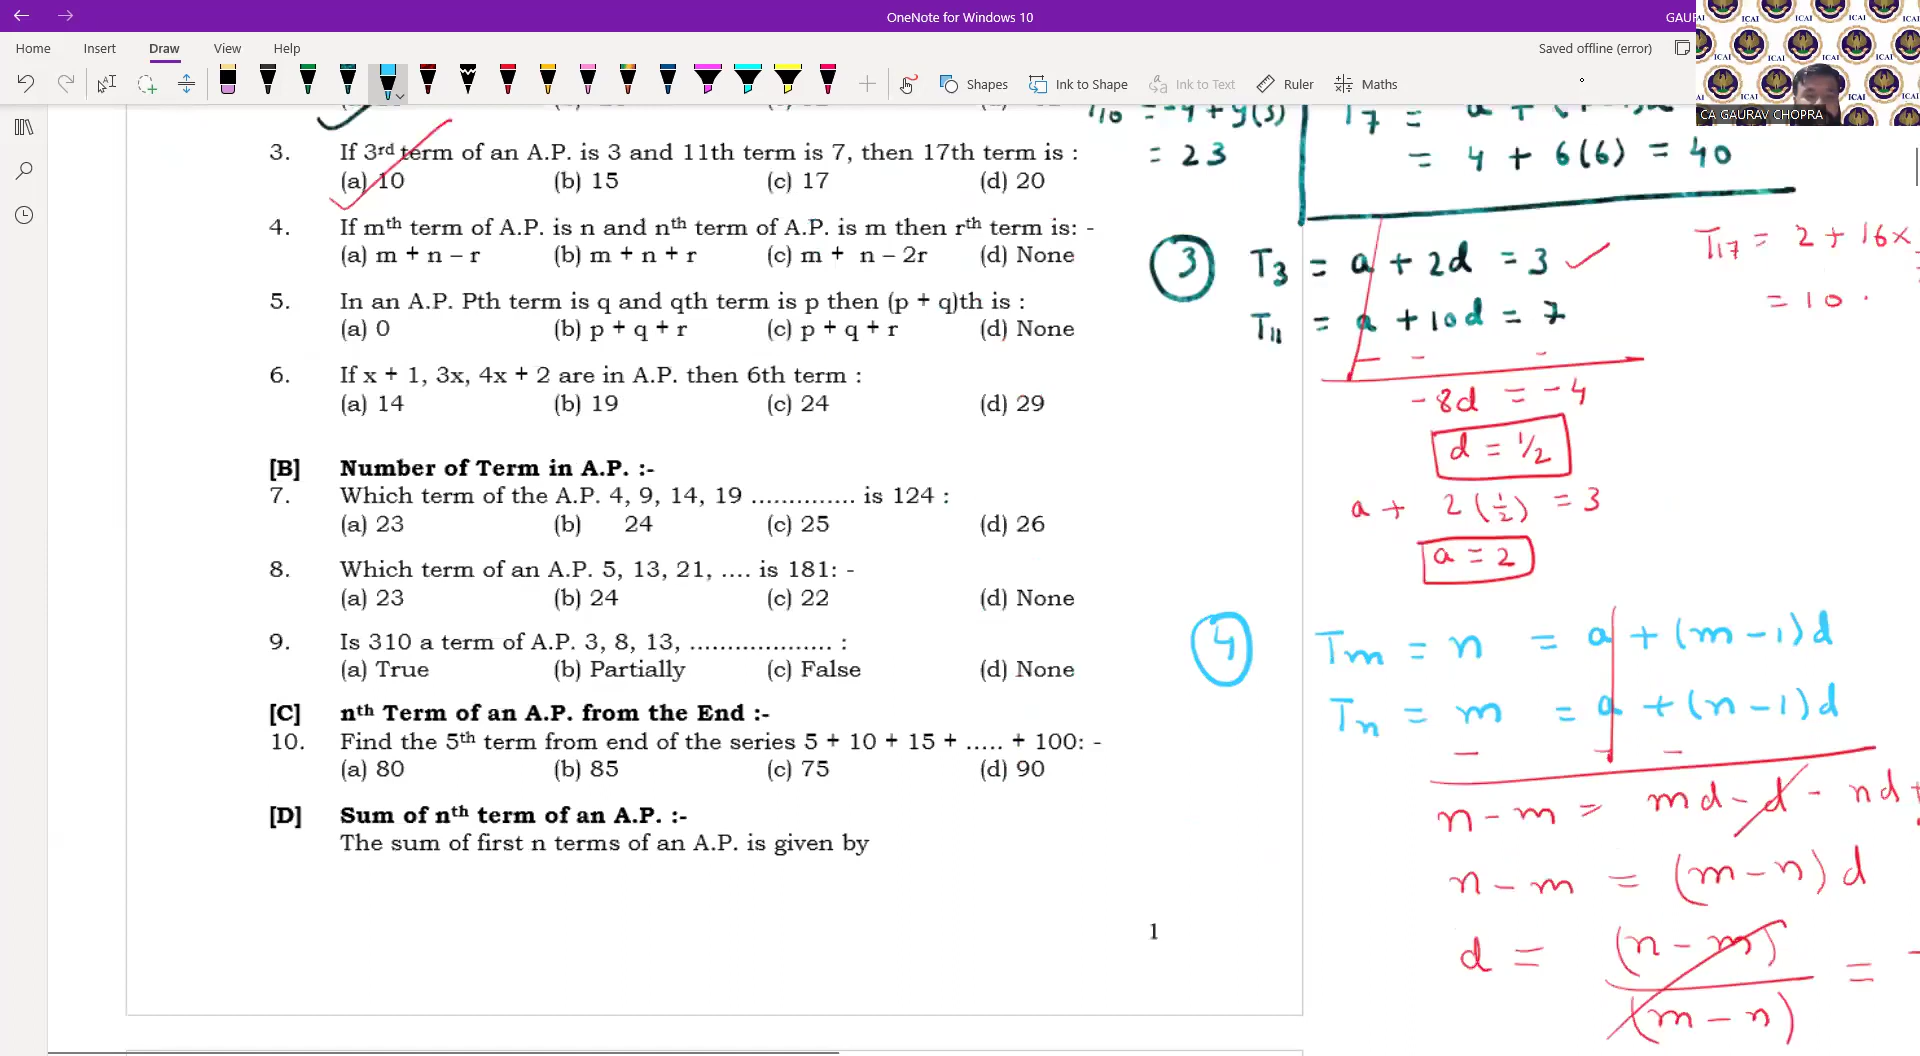 OneNote for Windows 10
GAUR
Home Insert Draw View Help
Saved offline (error)
Shapes Ink to Shape Ink to Text Ruler Maths
CA GAURAV CHOPRA
3. If 3rd term of an A.P. is 3 and 11th term is 7, then 17th term is :
(a) 10 (b) 15 (c) 17 (d) 20
4. If mth term of A.P. is n and nth term of A.P. is m then rth term is: -
(a) m + n – r (b) m + n + r (c) m + n – 2r (d) None
5. In an A.P. Pth term is q and qth term is p then (p + q)th is :
(a) 0 (b) p + q + r (c) p + q + r (d) None
6. If x + 1, 3x, 4x + 2 are in A.P. then 6th term :
(a) 14 (b) 19 (c) 24 (d) 29
[B] Number of Term in A.P. :-
7. Which term of the A.P. 4, 9, 14, 19 .............. is 124 :
(a) 23 (b) 24 (c) 25 (d) 26
8. Which term of an A.P. 5, 13, 21, .... is 181: -
(a) 23 (b) 24 (c) 22 (d) None
9. Is 310 a term of A.P. 3, 8, 13, ................... :
(a) True (b) Partially (c) False (d) None
[C] nth Term of an A.P. from the End :-
10. Find the 5th term from end of the series 5 + 10 + 15 + ..... + 100: -
(a) 80 (b) 85 (c) 75 (d) 90
[D] Sum of nth term of an A.P. :-
The sum of first n terms of an A.P. is given by
1
= 23
= 4 + 6(6) = 40
3 T3 = a + 2d = 3
T11 = a + 10d = 7
T17 = 2 + 16x
= 10
-8d = -4
d = 1/2
a + 2(1/2) = 3
a = 2
4 Tm = n = a + (m-1)d
Tn = m = a + (n-1)d
n - m = md - d - nd +
n - m = (m-n)d
d = (n-m) =
(m-n)